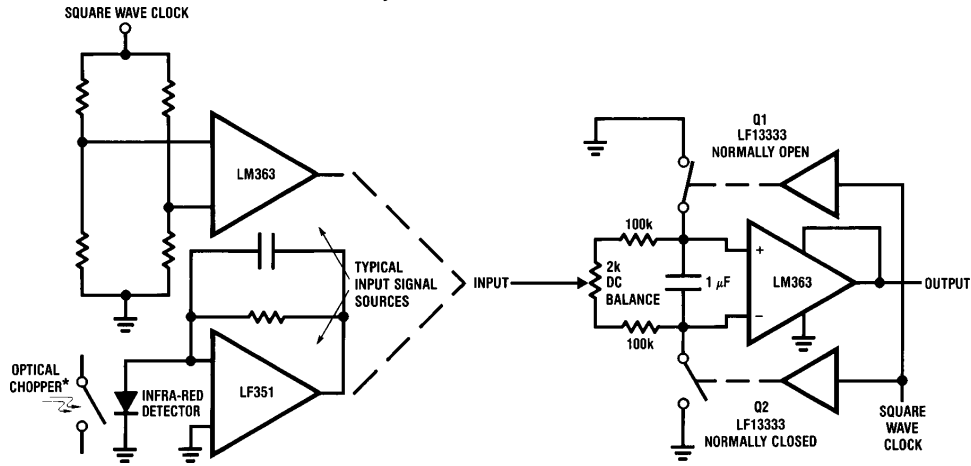 SQUARE WAVE CLOCK
LM363
TYPICAL
INPUT SIGNAL
SOURCES
OPTICAL
CHOPPER*
INFRA-RED
DETECTOR
LF351
INPUT
Q1
LF13333
NORMALLY OPEN
100k
2k
DC
BALANCE
1 µF
100k
+
LM363
−
OUTPUT
Q2
LF13333
NORMALLY CLOSED
SQUARE
WAVE
CLOCK